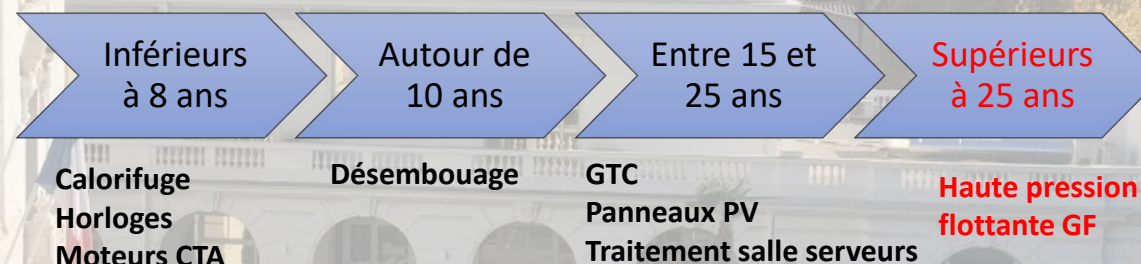 Inférieurs
à 8 ans
Autour de
10 ans
Entre 15 et
25 ans
Supérieurs
à 25 ans
Calorifuge
Horloges
Moteurs CTA
Désembouage
GTC
Panneaux PV
Traitement salle serveurs
Haute pression
flottante GF